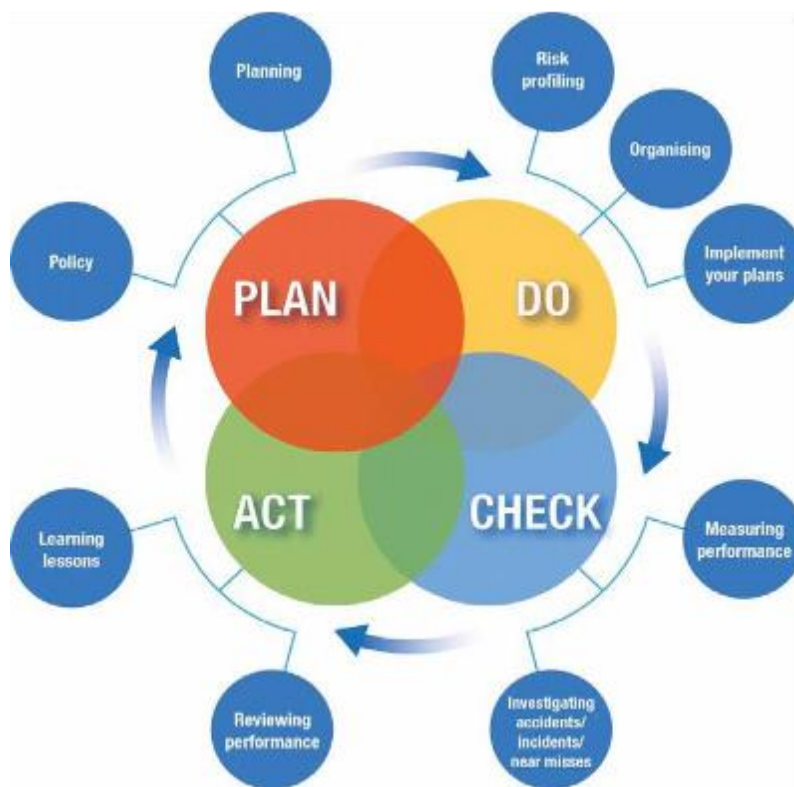 Planning
Risk
profiling
Organising
Policy
Implement
your plans
PLAN
DO
ACT
CHECK
Learning
lessons
Measuring
performance
Reviewing
performance
Investigating
accidents/
incidents/
near misses